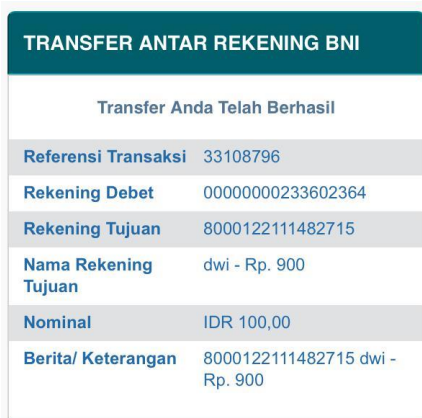 TRANSFER ANTAR REKENING BNI
Transfer Anda Telah Berhasil
Referensi Transaksi 33108796
Rekening Debet 00000000233602364
Rekening Tujuan 8000122111482715
Nama Rekening dwi - Rp. 900
Tujuan
Nominal IDR 100,00
Berita/ Keterangan 8000122111482715 dwi -
Rp. 900